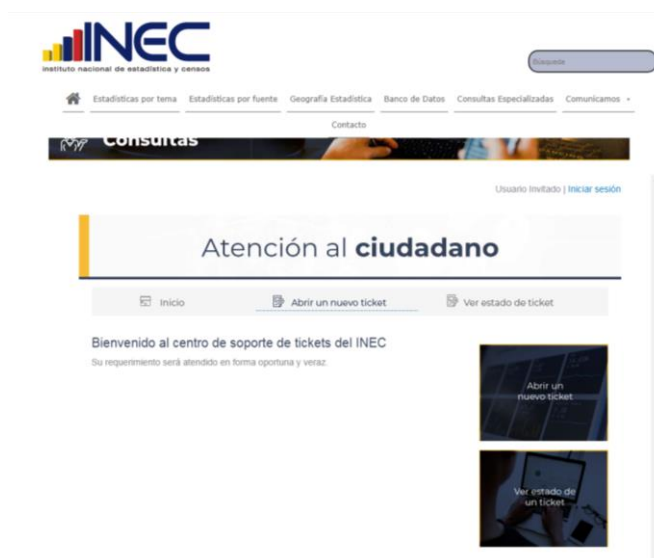 INEC
instituto nacional de estadística y censos
Búsqueda
Estadísticas por tema Estadísticas por fuente Geografía Estadística Banco de Datos Consultas Especializadas Comunicamos
Contacto
Consultas
Usuario Invitado | Iniciar sesión
Atención al ciudadano
Inicio Abrir un nuevo ticket Ver estado de ticket
Bienvenido al centro de soporte de tickets del INEC
Su requerimiento será atendido en forma oportuna y veraz.
Abrir un
nuevo ticket
Ver estado de
un ticket